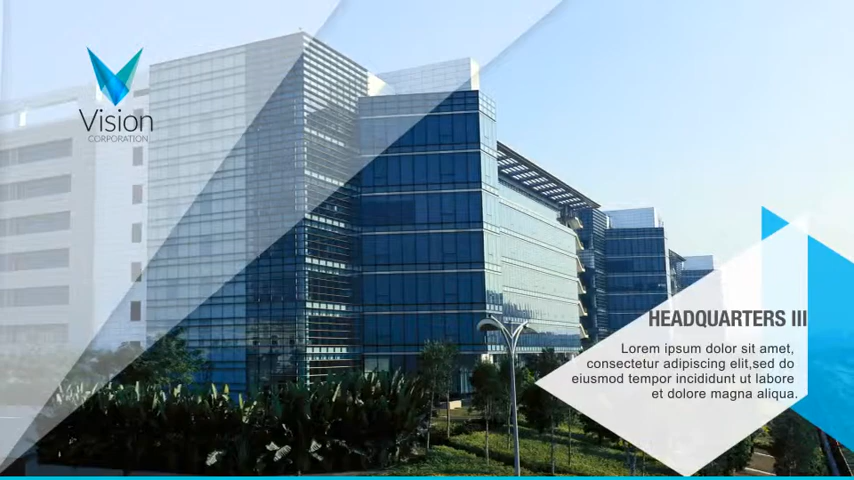 Vision
CORPORATION
HEADQUARTERS III
Lorem ipsum dolor sit amet,
consectetur adipiscing elit,sed do
eiusmod tempor incididunt ut labore
et dolore magna aliqua.